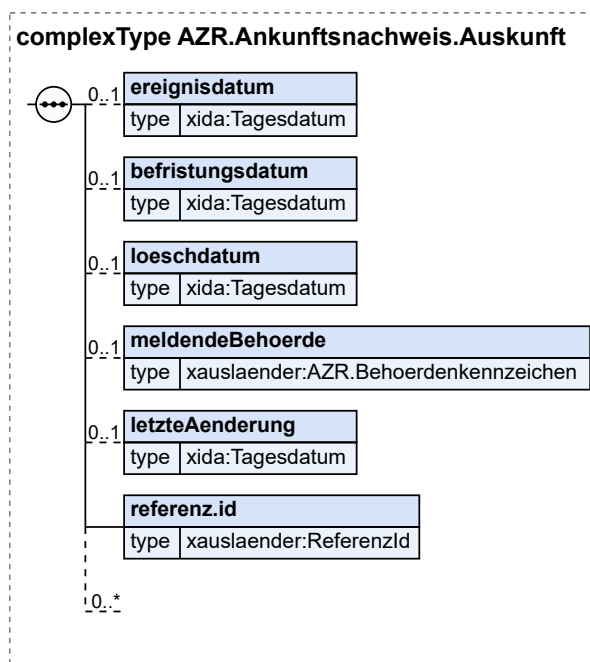 complexType AZR.Ankunftsnachweis.Auskunft
0..1 ereignisdatum
type xida:Tagesdatum
0..1 befristungsdatum
type xida:Tagesdatum
0..1 loeschdatum
type xida:Tagesdatum
0..1 meldendeBehoerde
type xauslaender:AZR.Behoerdenkennzeichen
0..1 letzteAenderung
type xida:Tagesdatum
referenz.id
type xauslaender:ReferenzId
0..*